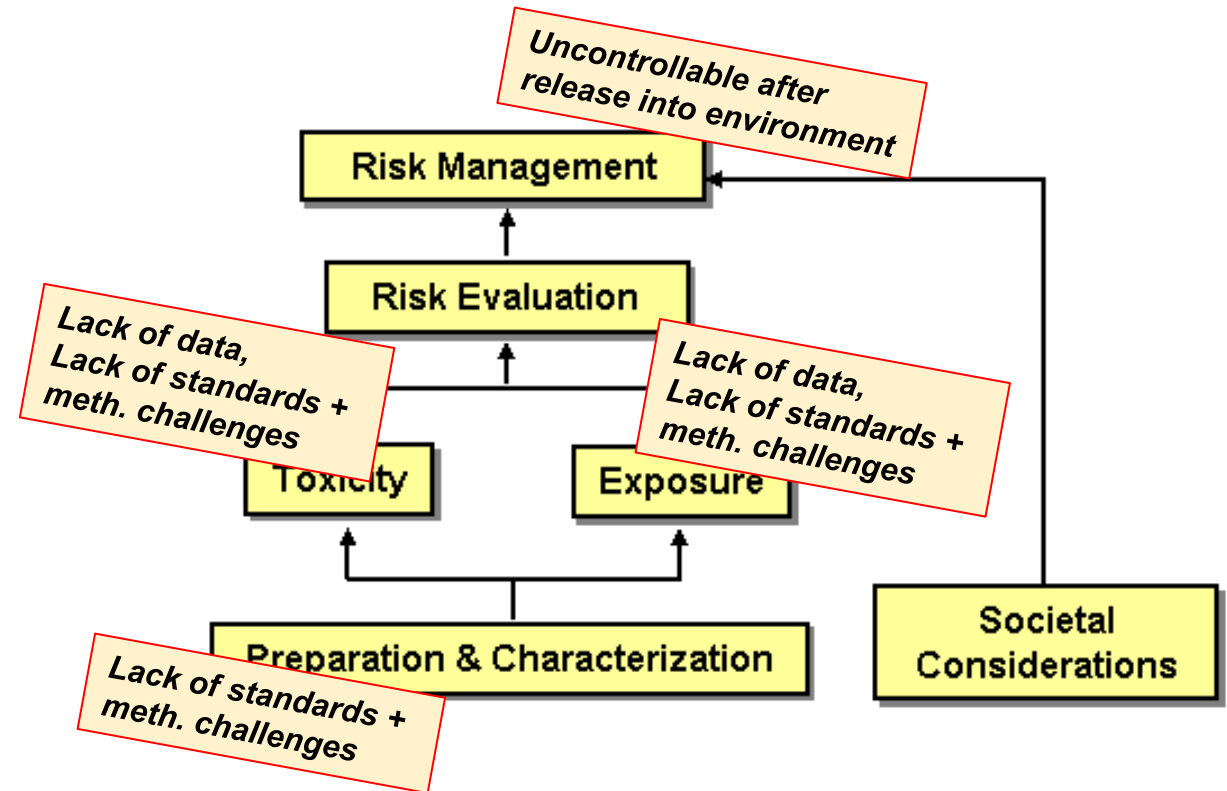 Uncontrollable after
release into environment
Risk Management
Risk Evaluation
Lack of data,
Lack of standards +
meth. challenges
Lack of data,
Lack of standards +
meth. challenges
Toxicity
Exposure
Preparation & Characterization
Lack of standards +
meth. challenges
Societal
Considerations